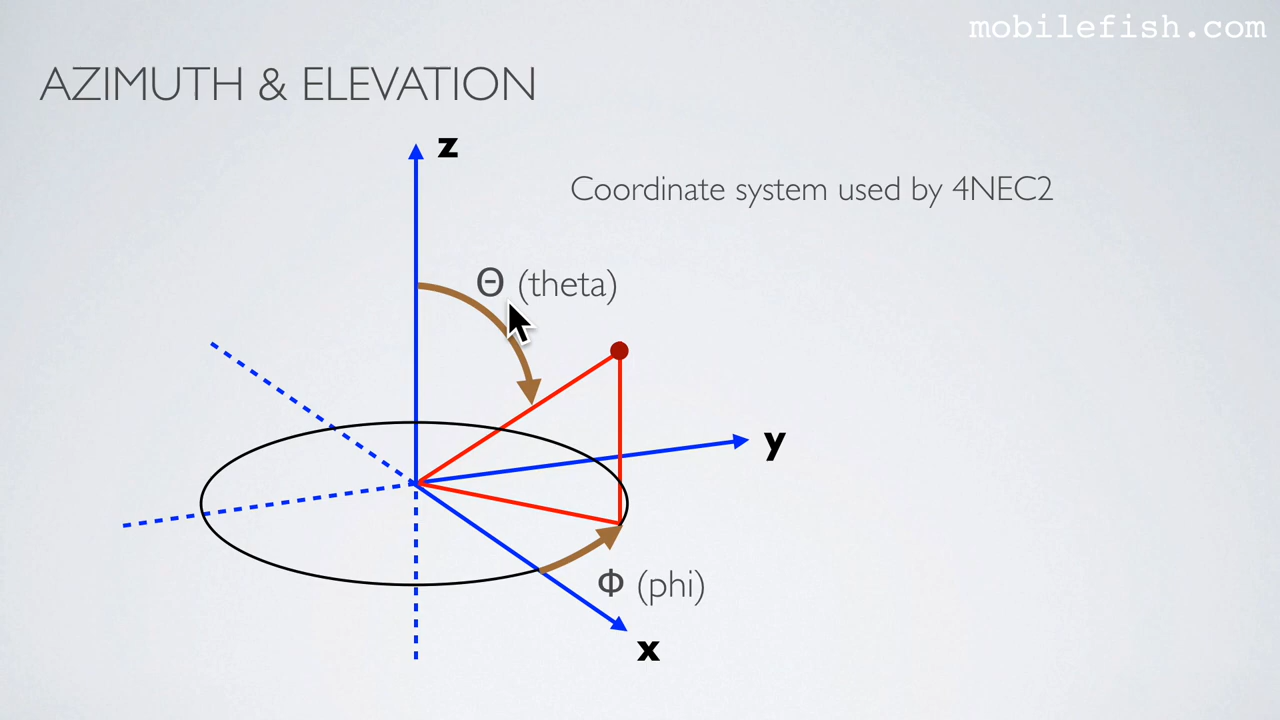 mobilefish.com
AZIMUTH & ELEVATION
z
Coordinate system used by 4NEC2
Θ (theta)
y
Φ (phi)
x